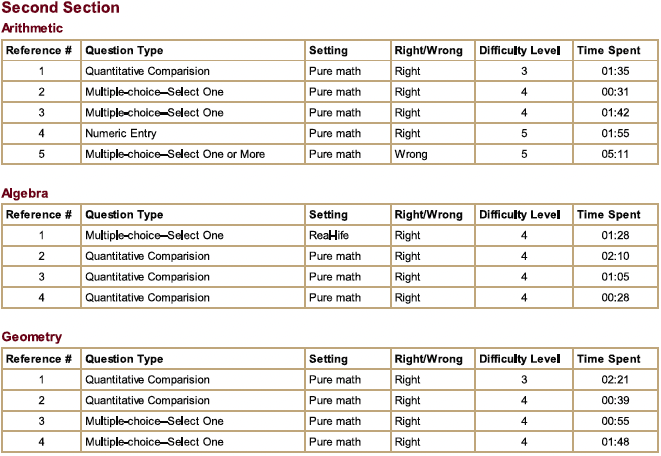 Second Section
Arithmetic
Reference # Question Type Setting Right/Wrong Difficulty Level Time Spent
1 Quantitative Comparision Pure math Right 3 01:35
2 Multiple-choice—Select One Pure math Right 4 00:31
3 Multiple-choice—Select One Pure math Right 4 01:42
4 Numeric Entry Pure math Right 5 01:55
5 Multiple-choice—Select One or More Pure math Wrong 5 05:11
Algebra
Reference # Question Type Setting Right/Wrong Difficulty Level Time Spent
1 Multiple-choice—Select One Real-life Right 4 01:28
2 Quantitative Comparision Pure math Right 4 02:10
3 Quantitative Comparision Pure math Right 4 01:05
4 Quantitative Comparision Pure math Right 4 00:28
Geometry
Reference # Question Type Setting Right/Wrong Difficulty Level Time Spent
1 Quantitative Comparision Pure math Right 3 02:21
2 Quantitative Comparision Pure math Right 4 00:39
3 Multiple-choice—Select One Pure math Right 4 00:55
4 Multiple-choice—Select One Pure math Right 4 01:48